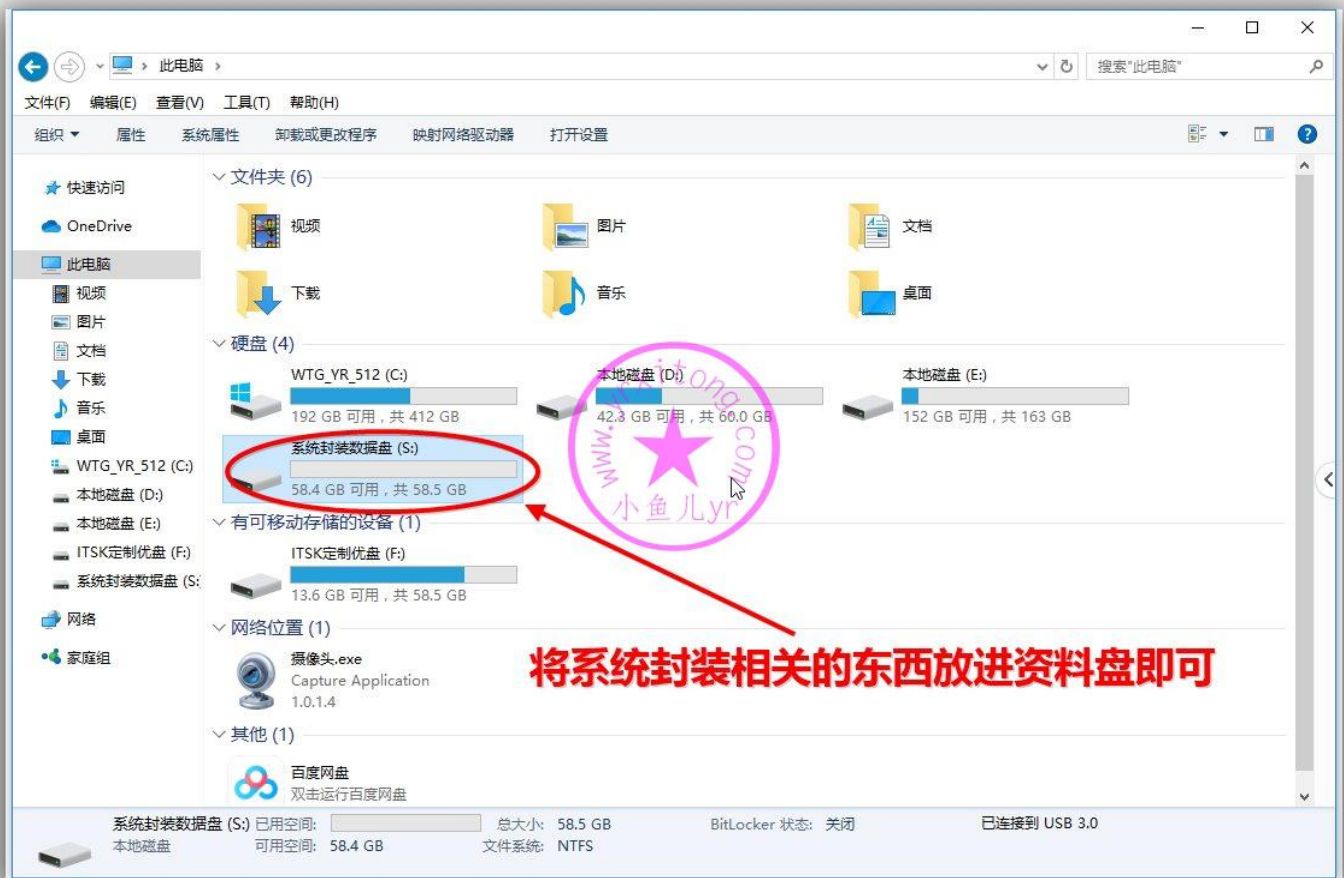 此电脑
搜索"此电脑"
文件(F) 编辑(E) 查看(V) 工具(T) 帮助(H)
组织 属性 系统属性 卸载或更改程序 映射网络驱动器 打开设置
快速访问
OneDrive
此电脑
视频
图片
文档
下载
音乐
桌面
WTG_YR_512 (C:)
本地磁盘 (D:)
本地磁盘 (E:)
ITSK定制优盘 (F:)
系统封装数据盘 (S:
网络
家庭组
文件夹 (6)
视频 图片 文档
下载 音乐 桌面
硬盘 (4)
WTG_YR_512 (C:)
192 GB 可用，共 412 GB
本地磁盘 (D:)
42.3 GB 可用，共 60.0 GB
本地磁盘 (E:)
152 GB 可用，共 163 GB
系统封装数据盘 (S:)
58.4 GB 可用，共 58.5 GB
有可移动存储的设备 (1)
ITSK定制优盘 (F:)
13.6 GB 可用，共 58.5 GB
网络位置 (1)
摄像头.exe
Capture Application
1.0.1.4
其他 (1)
百度网盘
双击运行百度网盘
www.yrxitong.com
小鱼儿yr
将系统封装相关的东西放进资料盘即可
系统封装数据盘 (S:) 已用空间: 总大小: 58.5 GB BitLocker 状态: 关闭 已连接到 USB 3.0
本地磁盘 可用空间: 58.4 GB 文件系统: NTFS